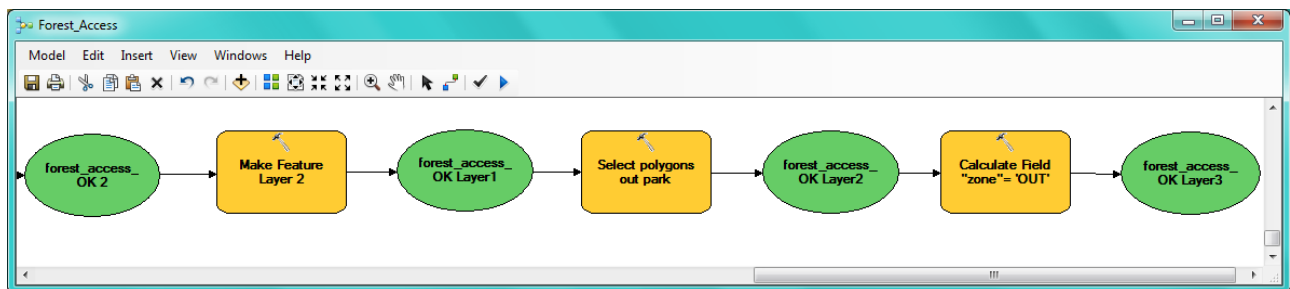 Forest_Access
Model Edit Insert View Windows Help
forest_access_
OK 2
Make Feature
Layer 2
forest_access_
OK Layer1
Select polygons
out park
forest_access_
OK Layer2
Calculate Field
"zone"= 'OUT'
forest_access_
OK Layer3